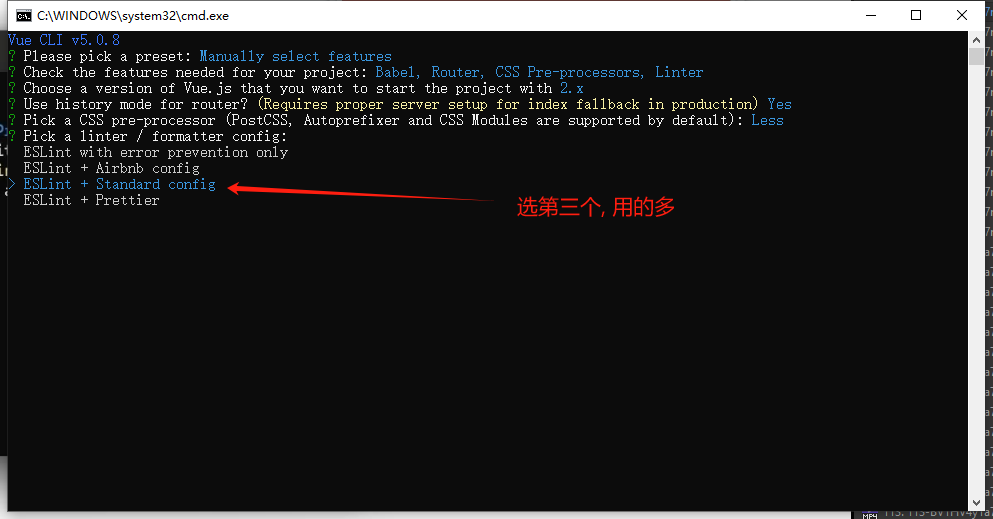 C:\WINDOWS\system32\cmd.exe
Vue CLI v5.0.8
? Please pick a preset: Manually select features
? Check the features needed for your project: Babel, Router, CSS Pre-processors, Linter
? Choose a version of Vue.js that you want to start the project with 2.x
? Use history mode for router? (Requires proper server setup for index fallback in production) Yes
? Pick a CSS pre-processor (PostCSS, Autoprefixer and CSS Modules are supported by default): Less
? Pick a linter / formatter config:
ESLint with error prevention only
ESLint + Airbnb config
> ESLint + Standard config
ESLint + Prettier
选第三个, 用的多